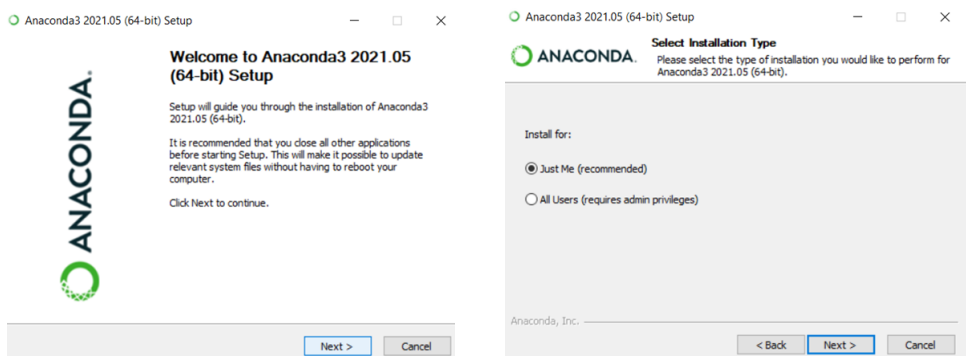 Anaconda3 2021.05 (64-bit) Setup
ANACONDA.
Welcome to Anaconda3 2021.05
(64-bit) Setup
Setup will guide you through the installation of Anaconda3
2021.05 (64-bit).
It is recommended that you close all other applications
before starting Setup. This will make it possible to update
relevant system files without having to reboot your
computer.
Click Next to continue.
Next >
Cancel
Anaconda3 2021.05 (64-bit) Setup
ANACONDA.
Select Installation Type
Please select the type of installation you would like to perform for
Anaconda3 2021.05 (64-bit).
Install for:
Just Me (recommended)
All Users (requires admin privileges)
Anaconda, Inc.
< Back
Next >
Cancel